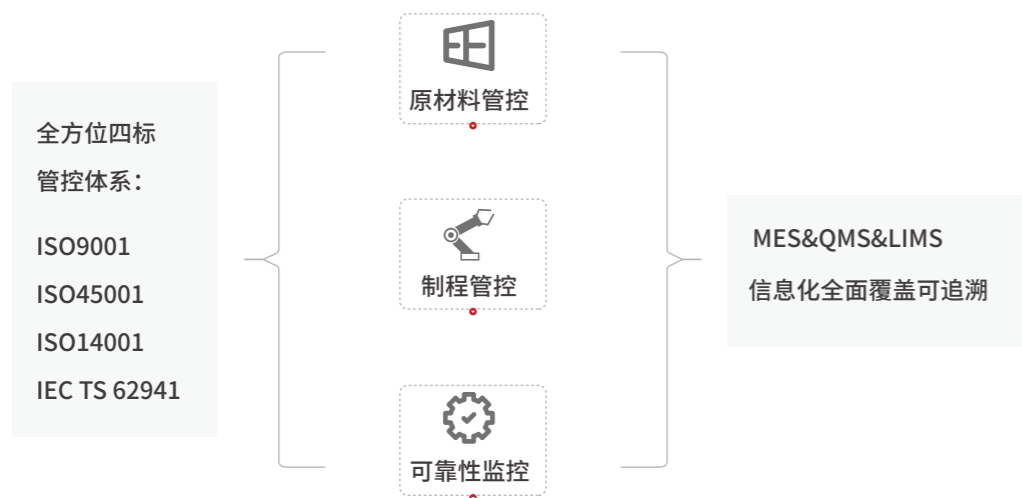 全方位四标
管控体系：
ISO9001
ISO45001
ISO14001
IEC TS 62941
原材料管控
制程管控
可靠性监控
MES&QMS&LIMS
信息化全面覆盖可追溯